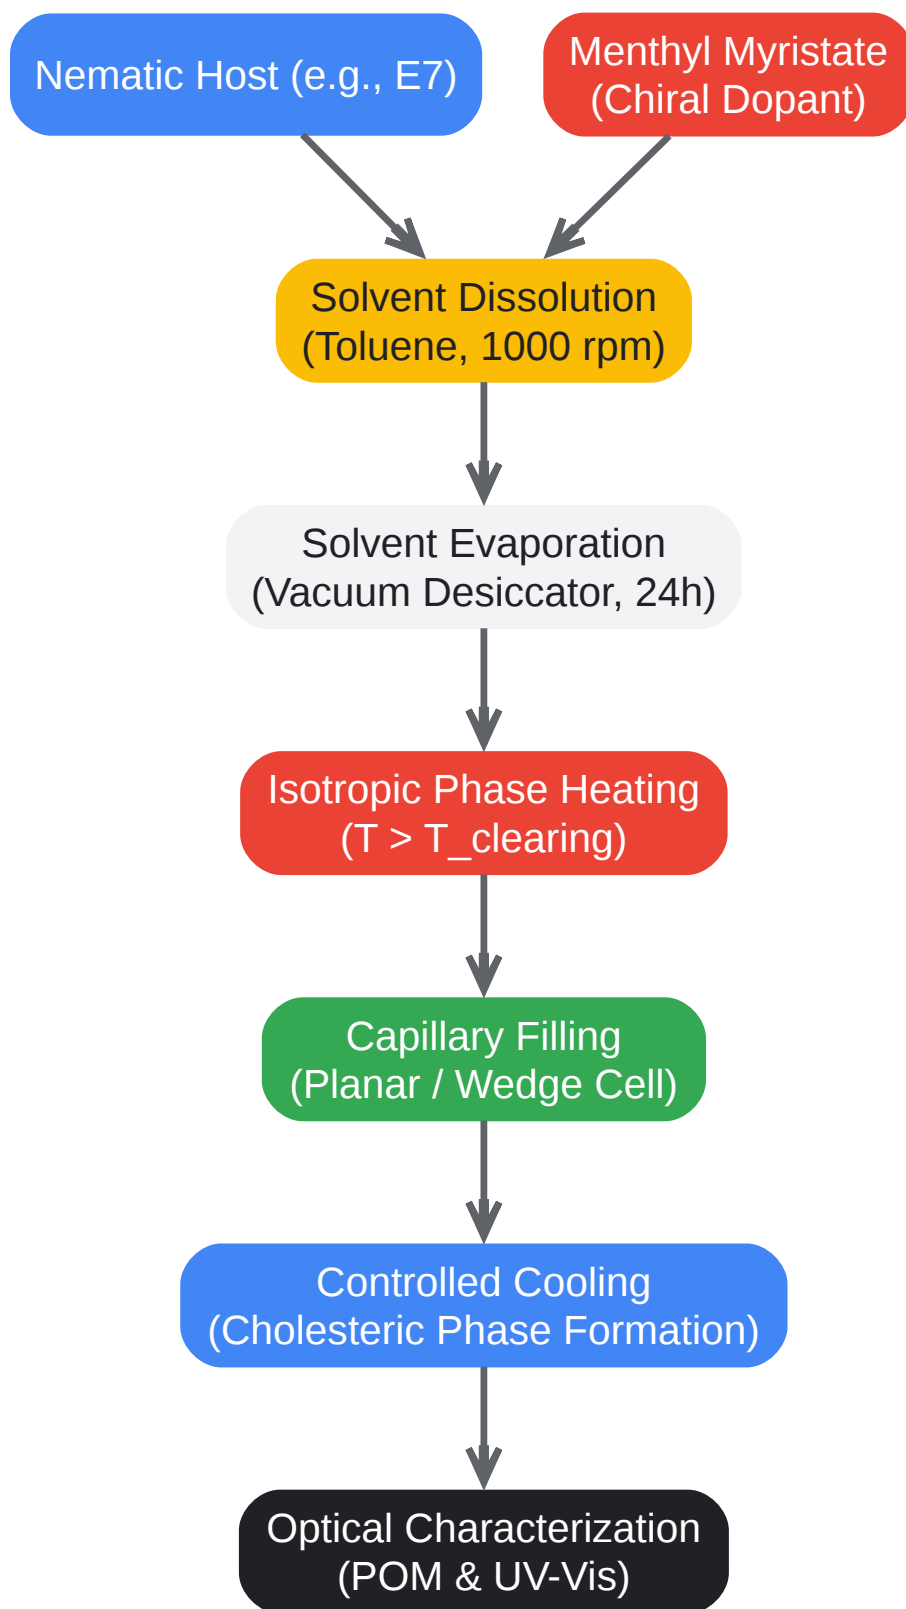 Nematic Host (e.g., E7)
Menthyl Myristate
(Chiral Dopant)
Solvent Dissolution
(Toluene, 1000 rpm)
Solvent Evaporation
(Vacuum Desiccator, 24h)
Isotropic Phase Heating
(T > T_clearing)
Capillary Filling
(Planar / Wedge Cell)
Controlled Cooling
(Cholesteric Phase Formation)
Optical Characterization
(POM & UV-Vis)